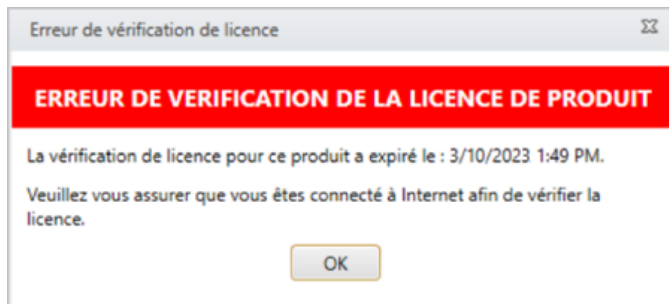 Erreur de vérification de licence
ERREUR DE VERIFICATION DE LA LICENCE DE PRODUIT
La vérification de licence pour ce produit a expiré le : 3/10/2023 1:49 PM.
Veuillez vous assurer que vous êtes connecté à Internet afin de vérifier la
licence.
OK